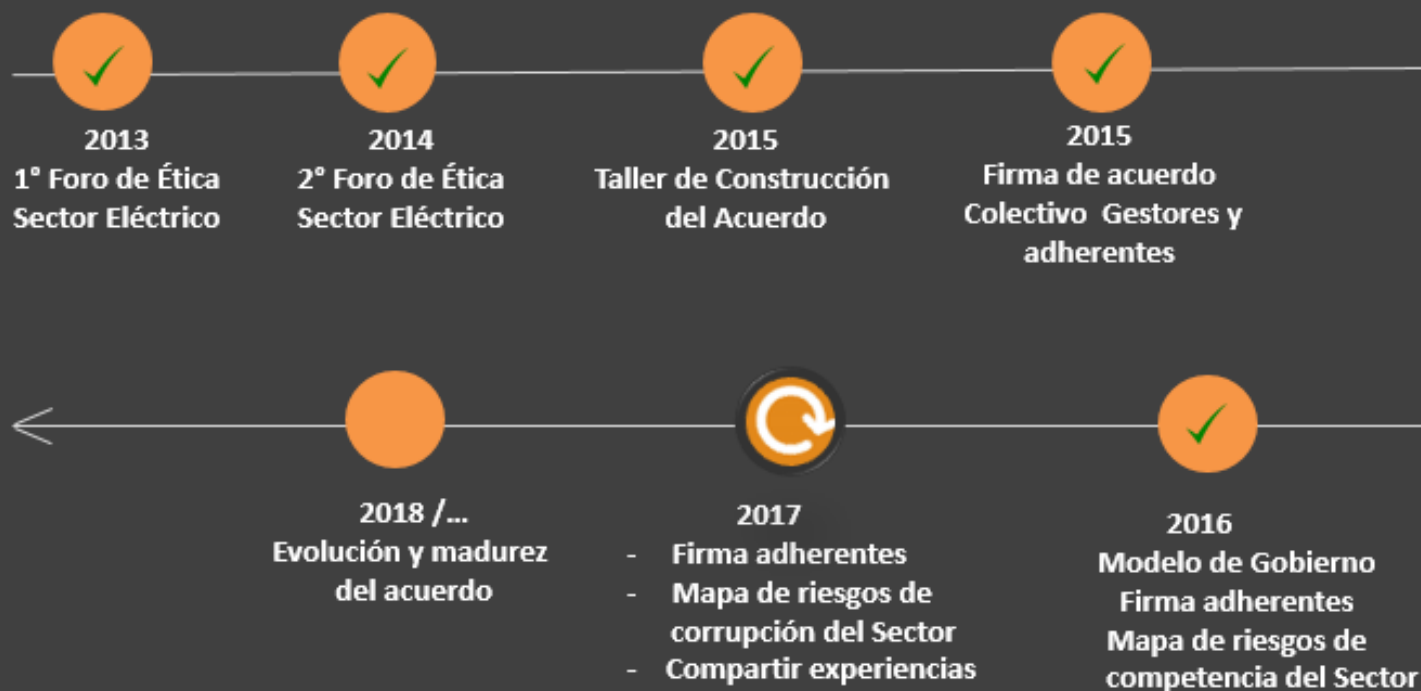 2013
1° Foro de Ética
Sector Eléctrico
2014
2° Foro de Ética
Sector Eléctrico
2015
Taller de Construcción
del Acuerdo
2015
Firma de acuerdo
Colectivo Gestores y
adherentes
2018 /...
Evolución y madurez
del acuerdo
2017
- Firma adherentes
- Mapa de riesgos de
corrupción del Sector
- Compartir experiencias
2016
Modelo de Gobierno
Firma adherentes
Mapa de riesgos de
competencia del Sector